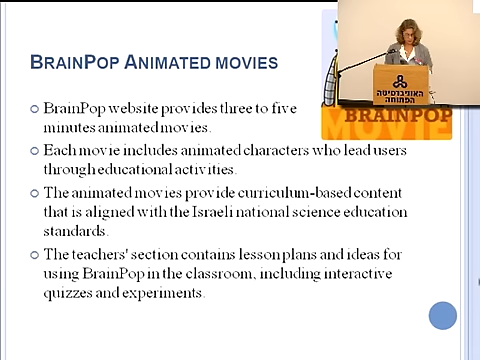 BRAINPOP ANIMATED MOVIES
BrainPop website provides three to five
minutes animated movies.
Each movie includes animated characters who lead users
through educational activities.
The animated movies provide curriculum-based content
that is aligned with the Israeli national science education
standards.
The teachers' section contains lesson plans and ideas for
using BrainPop in the classroom, including interactive
quizzes and experiments.
האוניברסיטה
הפתוחה
BRAINPOP
MOVIE